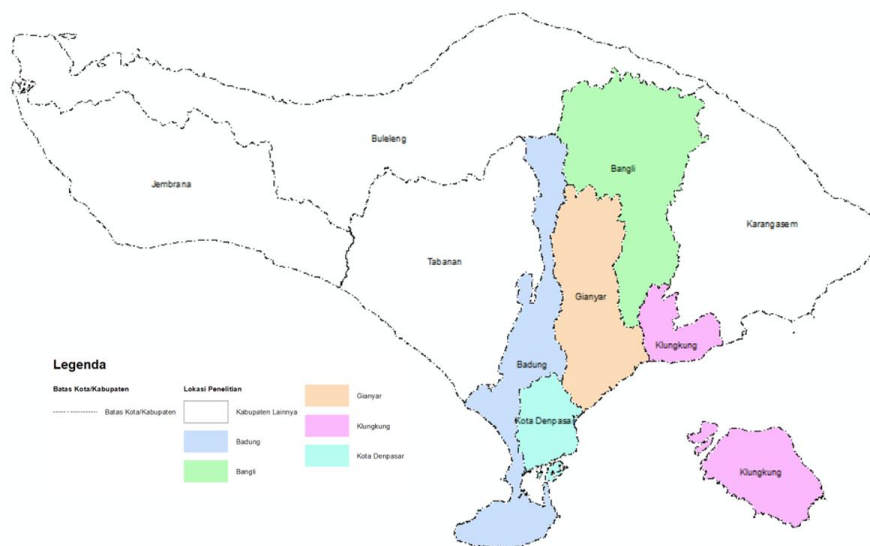 Buleleng
Bangli
Jembrana
Karangasem
Tabanan
Gianyar
Klungkung
Badung
Kota Denpasar
Klungkung
Legenda
Batas Kota/Kabupaten
Batas Kota/Kabupaten
Lokasi Penelitian
Kabupaten Lainnya
Badung
Bangli
Gianyar
Klungkung
Kota Denpasar